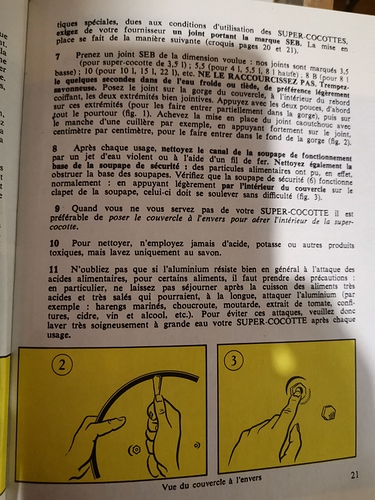 tiques spéciales, dues aux conditions d'utilisation des SUPER-COCOTTES,
exigez de votre fournisseur un joint portant la marque SEB. La mise en
place se fait de la manière suivante (croquis pages 20 et 21).
7 Prenez un joint SEB de la dimension voulue : nos joints sont marqués 3,5
(pour super-cocotte de 3,5 l) ; 5,5 (pour 4 l, 5,5 l, 8 l haute) ; 8 B (pour 8 l
basse) ; 10 (pour 10 l, 15 l, 22 l), etc. NE LE RACCOURCISSEZ PAS. Trempez-
le quelques secondes dans de l'eau froide ou tiède, de préférence légèrement
savonneuse. Posez le joint sur la gorge du couvercle, à l'intérieur du rebord
coiffant, les deux extrémités bien jointives. Appuyez avec les deux pouces, d'abord
aux extrémités (pour les faire entrer partiellement dans la gorge), puis sur
tout le pourtour (fig. 1). Achevez la mise en place du joint caoutchouc avec
le manche d'une cuillère par exemple, en appuyant fortement sur le joint,
centimètre par centimètre, pour le faire entrer dans le fond de la gorge (fig. 2).
8 Après chaque usage, nettoyez le canal de la soupape de fonctionnement
par un jet d'eau violent ou à l'aide d'un fil de fer. Nettoyez également la
base de la soupape de sécurité : des particules alimentaires ont pu, en effet,
obstruer la base des soupapes. Vérifiez que la soupape de sécurité (6) fonctionne
normalement : en appuyant légèrement par l'intérieur du couvercle sur le
clapet de la soupape, celui-ci doit se soulever sans difficulté (fig. 3).
9 Quand vous ne vous servez pas de votre SUPER-COCOTTE il est
préférable de poser le couvercle à l'envers pour aérer l'intérieur de la super-
cocotte.
10 Pour nettoyer, n'employez jamais d'acide, potasse ou autres produits
toxiques, mais lavez uniquement au savon.
11 N'oubliez pas que si l'aluminium résiste bien en général à l'attaque des
acides alimentaires, pour certains aliments, il faut prendre des précautions :
en particulier, ne laissez pas séjourner après la cuisson des aliments très
acides et très salés qui pourraient, à la longue, attaquer l'aluminium (par
exemple : harengs marinés, choucroute, moutarde, extrait de tomate, confi-
tures, cidre, vin et alcool, etc.). Pour éviter ces attaques, veuillez donc
laver très soigneusement à grande eau votre SUPER-COCOTTE après chaque
usage.
2
3
Vue du couvercle à l'envers
21